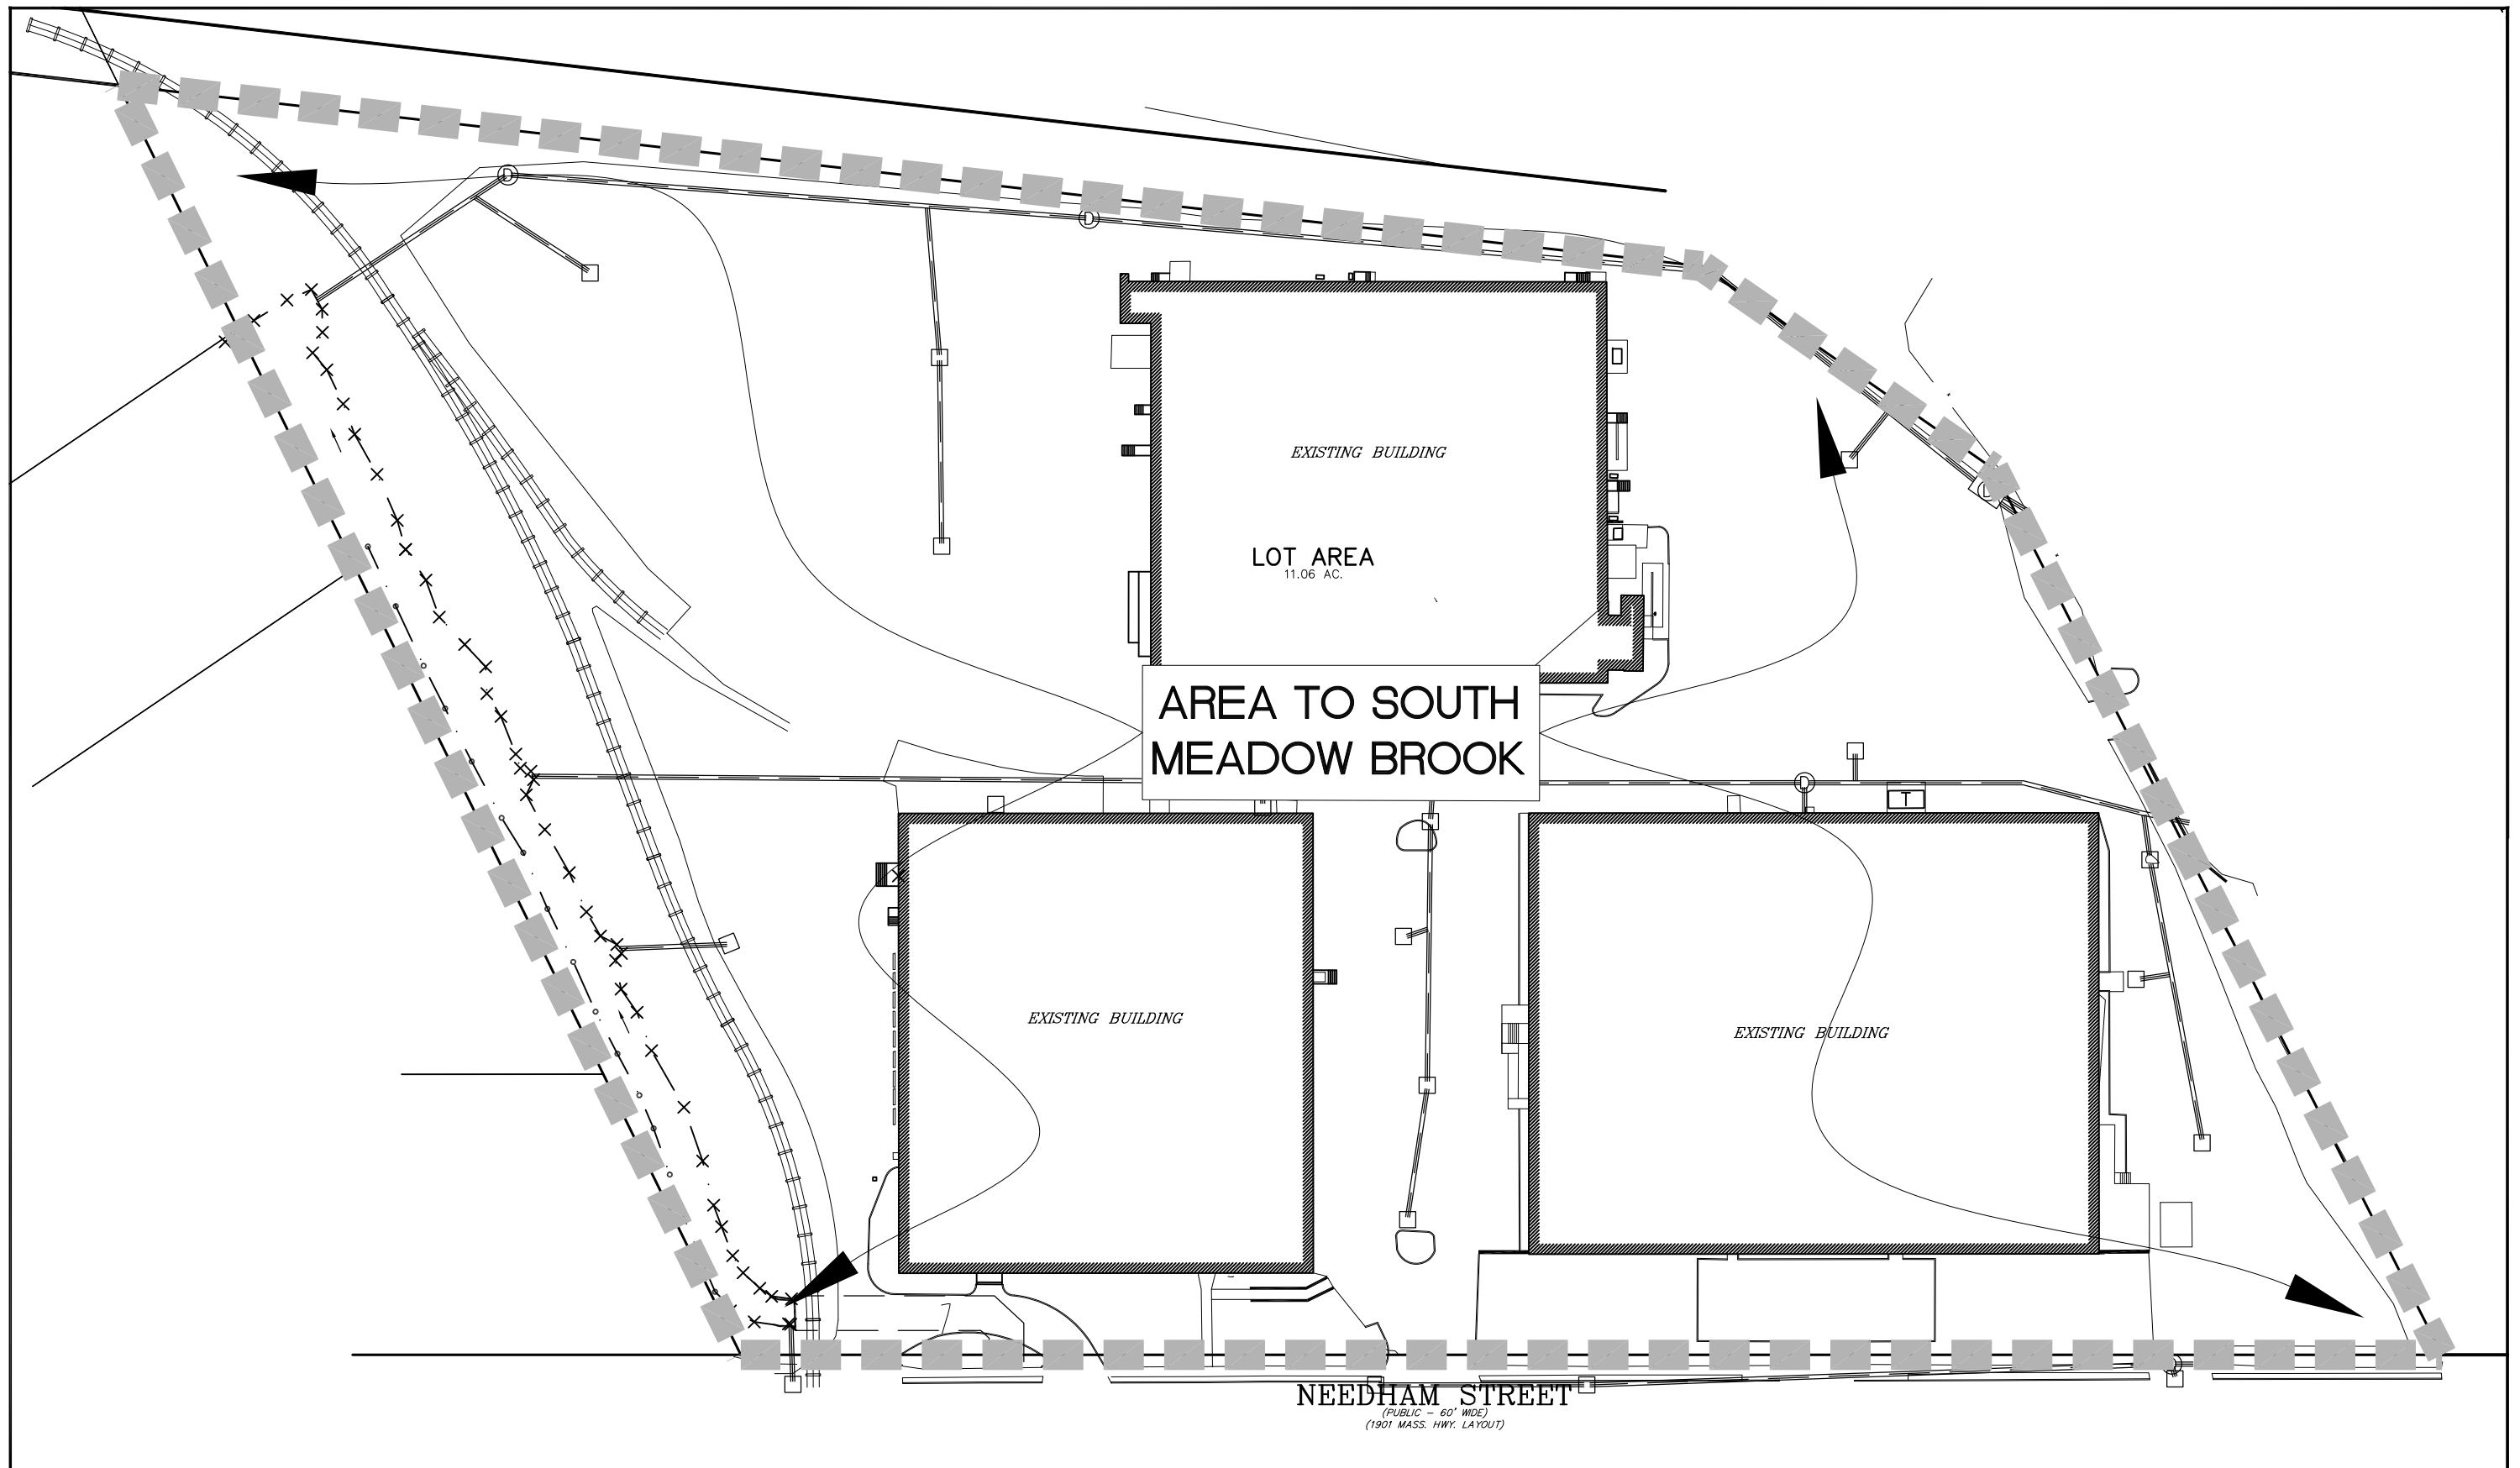 D
D
EXISTING BUILDING
D
LOT AREA
11.06 AC.
AREA TO SOUTH
MEADOW BROOK
D
T
EXISTING BUILDING
EXISTING BUILDING
NEEDHAM STREET
(PUBLIC – 60' WIDE)
(1901 MASS. HWY. LAYOUT)